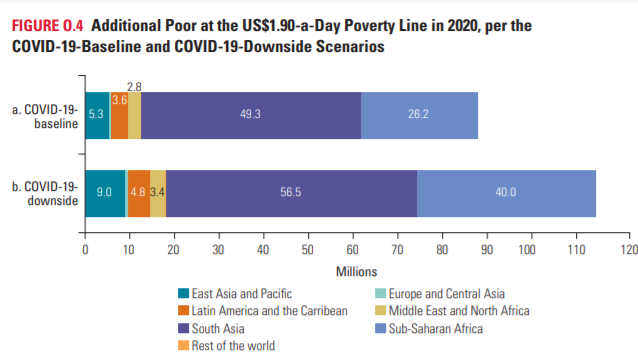 FIGURE O.4 Additional Poor at the US$1.90-a-Day Poverty Line in 2020, per the
COVID-19-Baseline and COVID-19-Downside Scenarios
2.8
a. COVID-19-
baseline
5.3 3.6 49.3 26.2
b. COVID-19-
downside
9.0 4.8 3.4 56.5 40.0
0 10 20 30 40 50 60 70 80 90 100 110 120
Millions
East Asia and Pacific Europe and Central Asia
Latin America and the Carribean Middle East and North Africa
South Asia Sub-Saharan Africa
Rest of the world